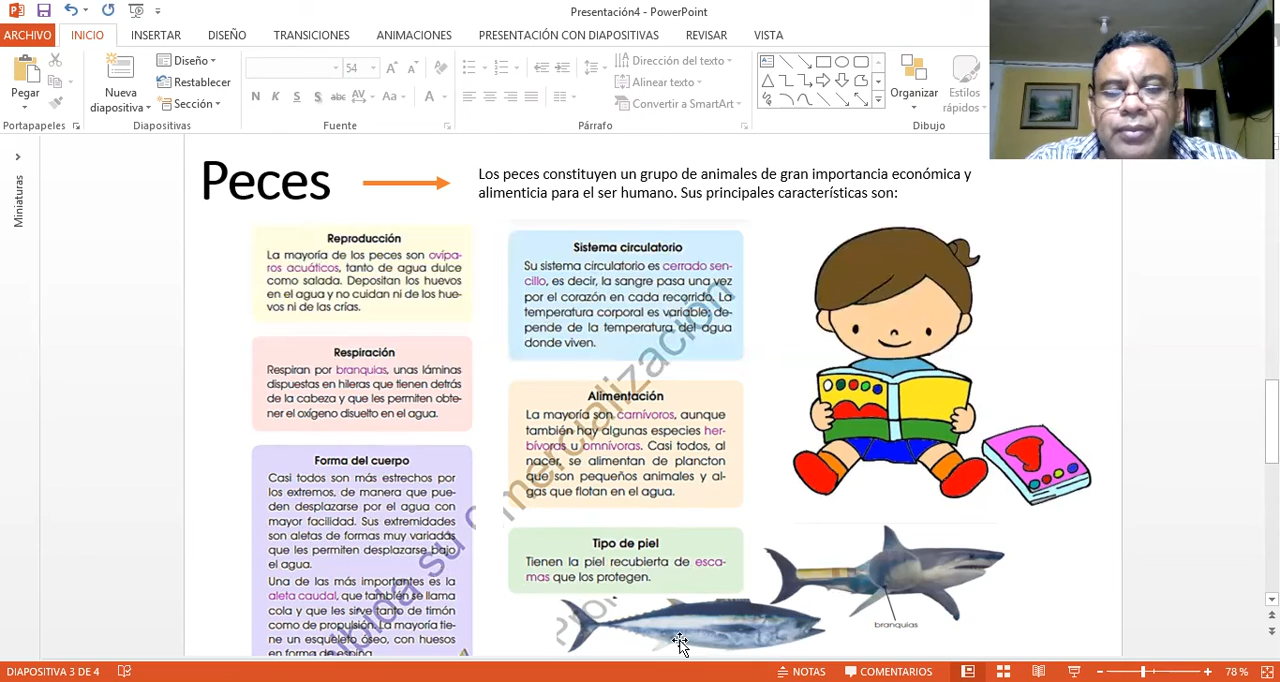 Presentación4 - PowerPoint
ARCHIVO INICIO INSERTAR DISEÑO TRANSICIONES ANIMACIONES PRESENTACIÓN CON DIAPOSITIVAS REVISAR VISTA
Pegar
Nueva
diapositiva
Diseño
Restablecer
Sección
54
N K S S abc AV Aa A
Dirección del texto
Alinear texto
Convertir a SmartArt
Organizar
Estilos
rápidos
Portapapeles Diapositivas Fuente Párrafo Dibujo
Miniaturas
Peces
Los peces constituyen un grupo de animales de gran importancia económica y
alimenticia para el ser humano. Sus principales características son:
Reproducción
La mayoría de los peces son ovípa-
ros acuáticos, tanto de agua dulce
como salada. Depositan los huevos
en el agua y no cuidan ni de los hue-
vos ni de las crías.
Respiración
Respiran por branquias, unas láminas
dispuestas en hileras que tienen detrás
de la cabeza y que les permiten obte-
ner el oxígeno disuelto en el agua.
Forma del cuerpo
Casi todos son más estrechos por
los extremos, de manera que pue-
den desplazarse por el agua con
mayor facilidad. Sus extremidades
son aletas de formas muy variadas
que les permiten desplazarse bajo
el agua.
Una de las más importantes es la
aleta caudal, que también se llama
cola y que les sirve tanto de timón
como de propulsión. La mayoría tie-
ne un esqueleto óseo, con huesos
en forma de espina
Sistema circulatorio
Su sistema circulatorio es cerrado sen-
cillo, es decir, la sangre pasa una vez
por el corazón en cada recorrido. La
temperatura corporal es variable; de-
pende de la temperatura del agua
donde viven.
Alimentación
La mayoría son carnívoros, aunque
también hay algunas especies her-
bívoras u omnívoras. Casi todos, al
nacer, se alimentan de plancton
que son pequeños animales y al-
gas que flotan en el agua.
Tipo de piel
Tienen la piel recubierta de esca-
mas que los protegen.
branquias
su
mercialización
DIAPOSITIVA 3 DE 4 NOTAS COMENTARIOS 78 %